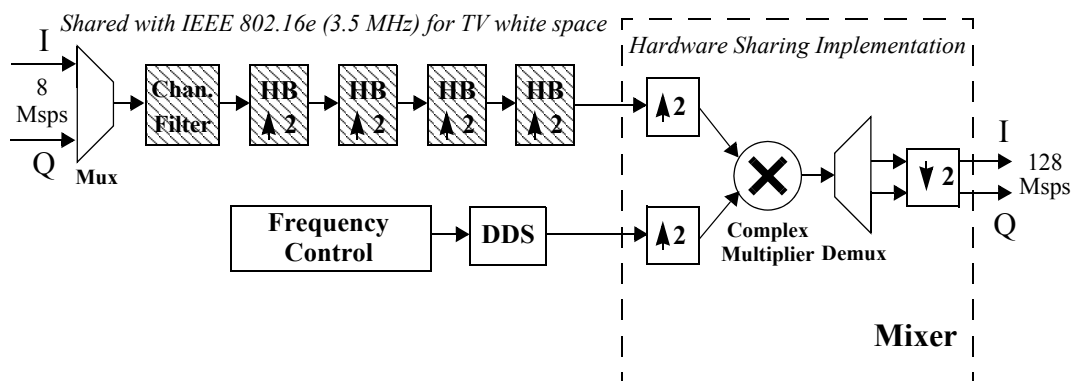 Shared with IEEE 802.16e (3.5 MHz) for TV white space
Hardware Sharing Implementation
I
8
Msps
Q
Mux
Chan.
Filter
HB
2
HB
2
HB
2
HB
2
2
Frequency
Control
DDS
2
Complex
Multiplier
Demux
2
I
128
Msps
Q
Mixer